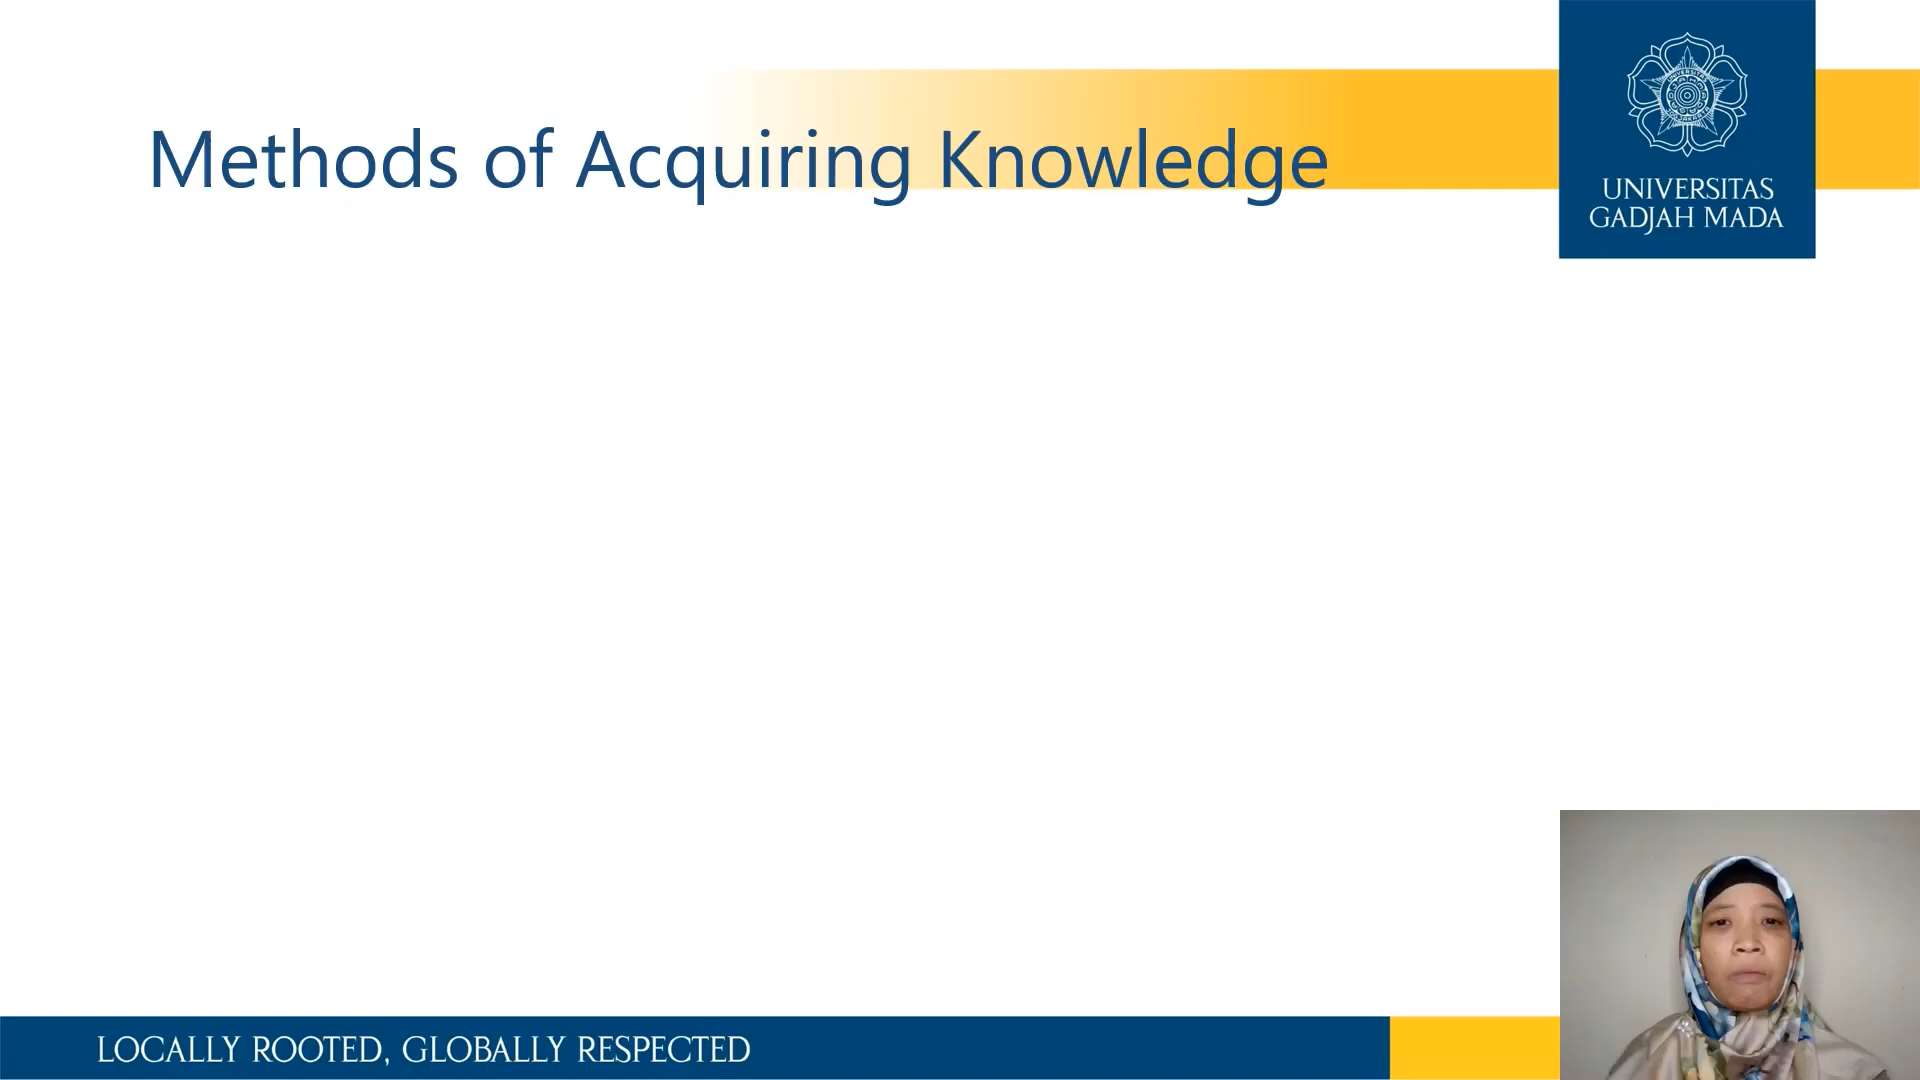 Methods of Acquiring Knowledge
UNIVERSITAS
GADJAH MADA
LOCALLY ROOTED, GLOBALLY RESPECTED